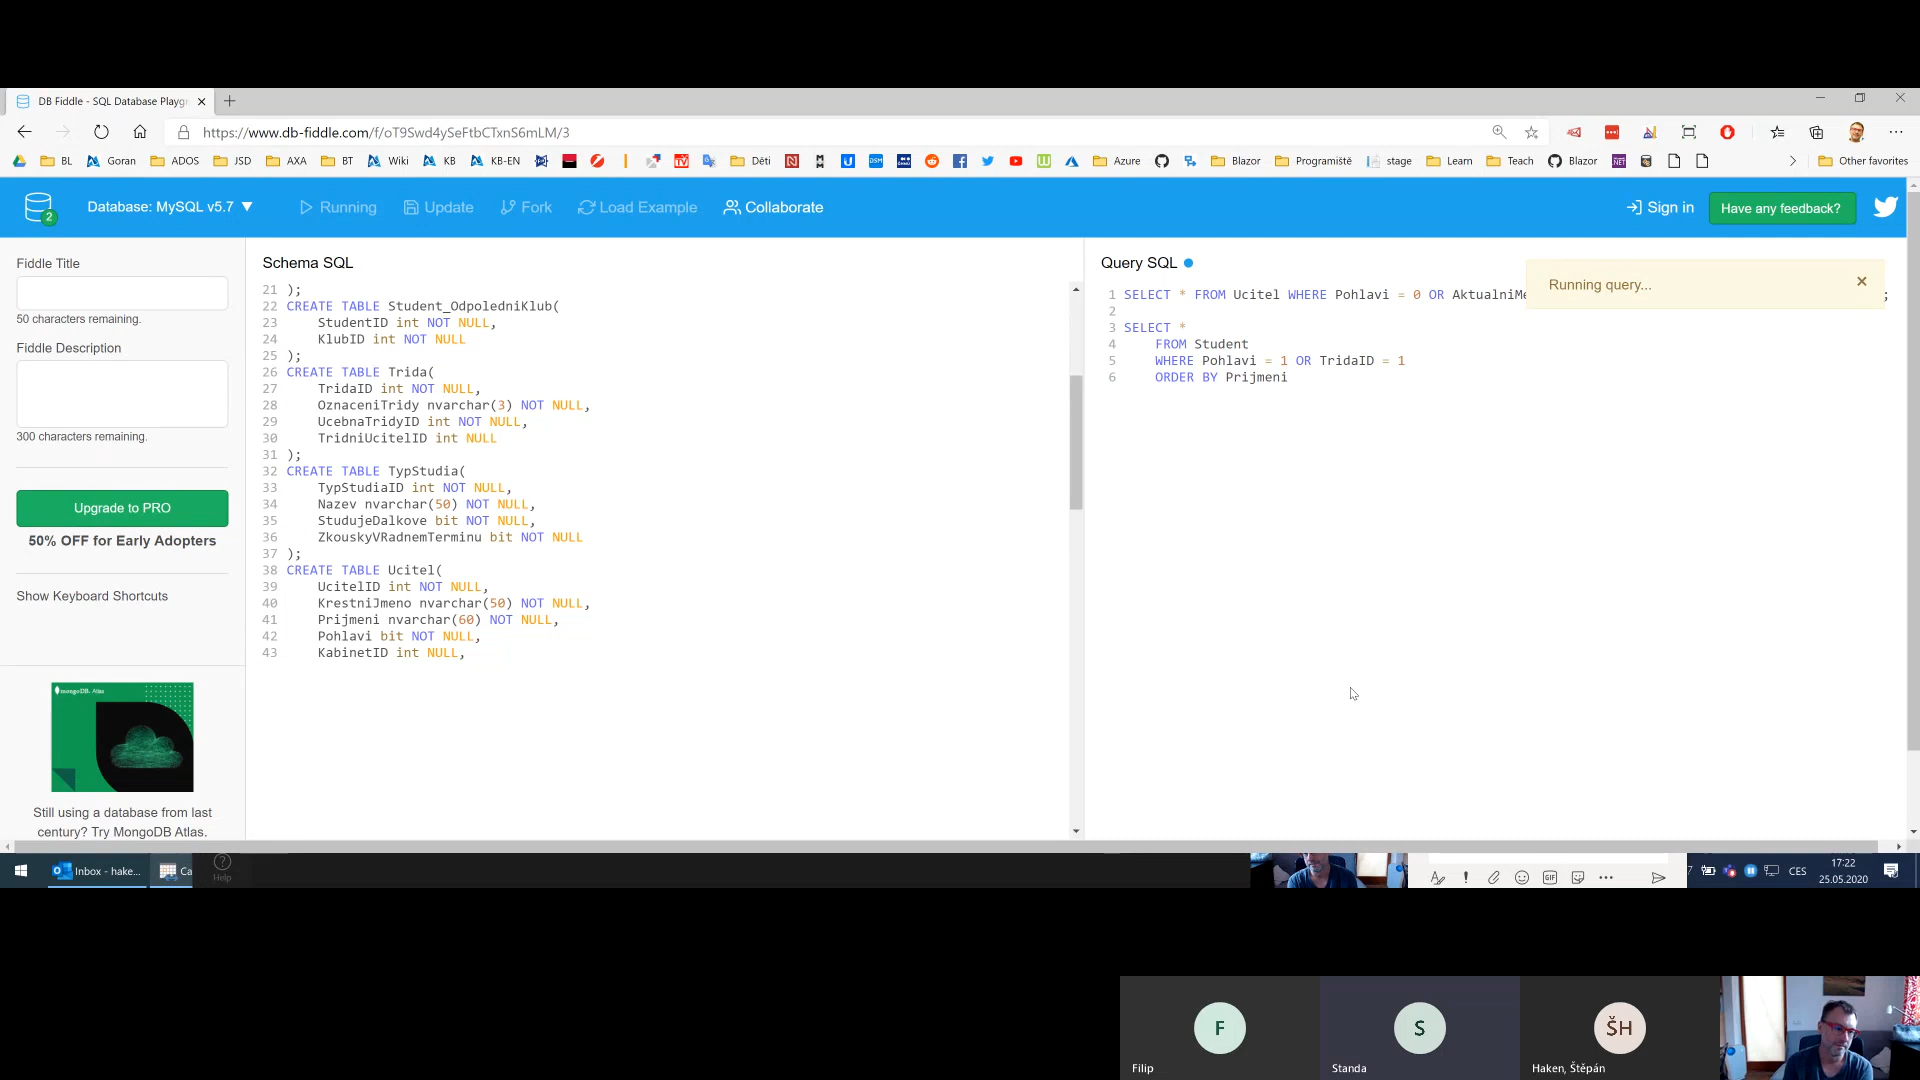 DB Fiddle - SQL Database Playgr
https://www.db-fiddle.com/f/oT9Swd4ySeFtbCTxnS6mLM/3
BL Goran ADOS JSD AXA BT Wiki KB KB-EN Děti Azure Blazor Programiště stage Learn Teach Blazor Other favorites
2 Database: MySQL v5.7 Running Update Fork Load Example Collaborate Sign in Have any feedback?
Fiddle Title
50 characters remaining.
Fiddle Description
300 characters remaining.
Upgrade to PRO
50% OFF for Early Adopters
Show Keyboard Shortcuts
mongoDB. Atlas
Still using a database from last
century? Try MongoDB Atlas.
Schema SQL
21 );
22 CREATE TABLE Student_OdpoledniKlub(
23 StudentID int NOT NULL,
24 KlubID int NOT NULL
25 );
26 CREATE TABLE Trida(
27 TridaID int NOT NULL,
28 OznaceniTridy nvarchar(3) NOT NULL,
29 UcebnaTridyID int NOT NULL,
30 TridniUcitelID int NULL
31 );
32 CREATE TABLE TypStudia(
33 TypStudiaID int NOT NULL,
34 Nazev nvarchar(50) NOT NULL,
35 StudujeDalkove bit NOT NULL,
36 ZkouskyVRadnemTerminu bit NOT NULL
37 );
38 CREATE TABLE Ucitel(
39 UcitelID int NOT NULL,
40 KrestniJmeno nvarchar(50) NOT NULL,
41 Prijmeni nvarchar(60) NOT NULL,
42 Pohlavi bit NOT NULL,
43 KabinetID int NULL,
Query SQL
Running query...
1 SELECT * FROM Ucitel WHERE Pohlavi = 0 OR AktualniMe ;
2
3 SELECT *
4 FROM Student
5 WHERE Pohlavi = 1 OR TridaID = 1
6 ORDER BY Prijmeni
Inbox - hake... Ca Help GIF CES 17:22
25.05.2020
F S ŠH
Filip Standa Haken, Štěpán